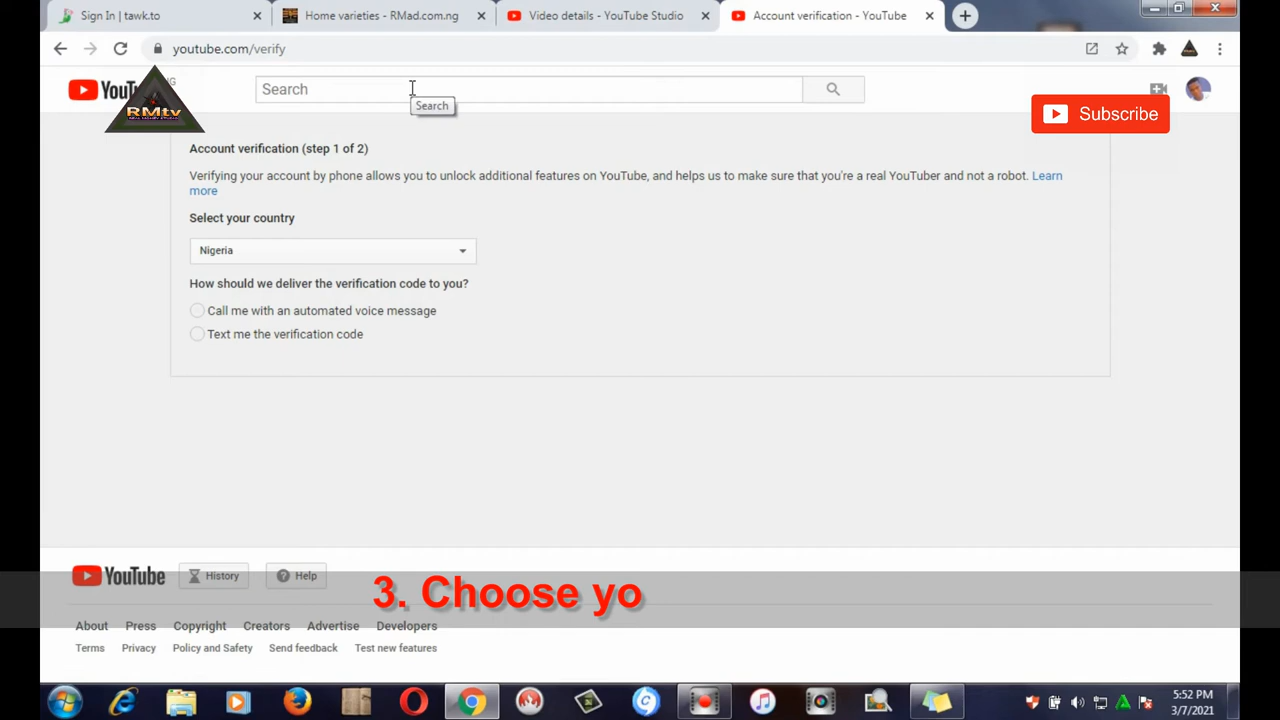 Sign In | tawk.to
Home varieties - RMad.com.ng
Video details - YouTube Studio
Account verification - YouTube
youtube.com/verify
Search
Search
RMtv
REAL MONEY STUDIO
Subscribe
Account verification (step 1 of 2)
Verifying your account by phone allows you to unlock additional features on YouTube, and helps us to make sure that you're a real YouTuber and not a robot. Learn
more
Select your country
Nigeria
How should we deliver the verification code to you?
Call me with an automated voice message
Text me the verification code
YouTube History Help
3. Choose yo
About Press Copyright Creators Advertise Developers
Terms Privacy Policy and Safety Send feedback Test new features
5:52 PM
3/7/2021